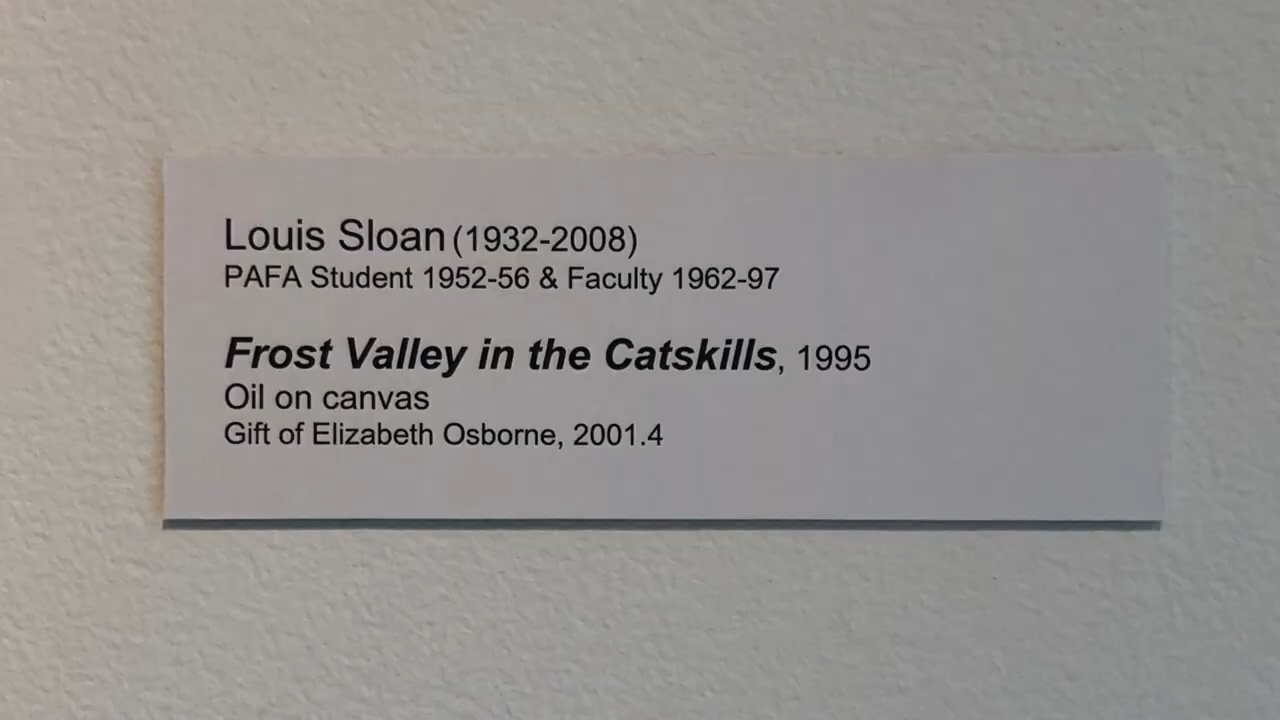 Louis Sloan (1932-2008)
PAFA Student 1952-56 & Faculty 1962-97
Frost Valley in the Catskills, 1995
Oil on canvas
Gift of Elizabeth Osborne, 2001.4